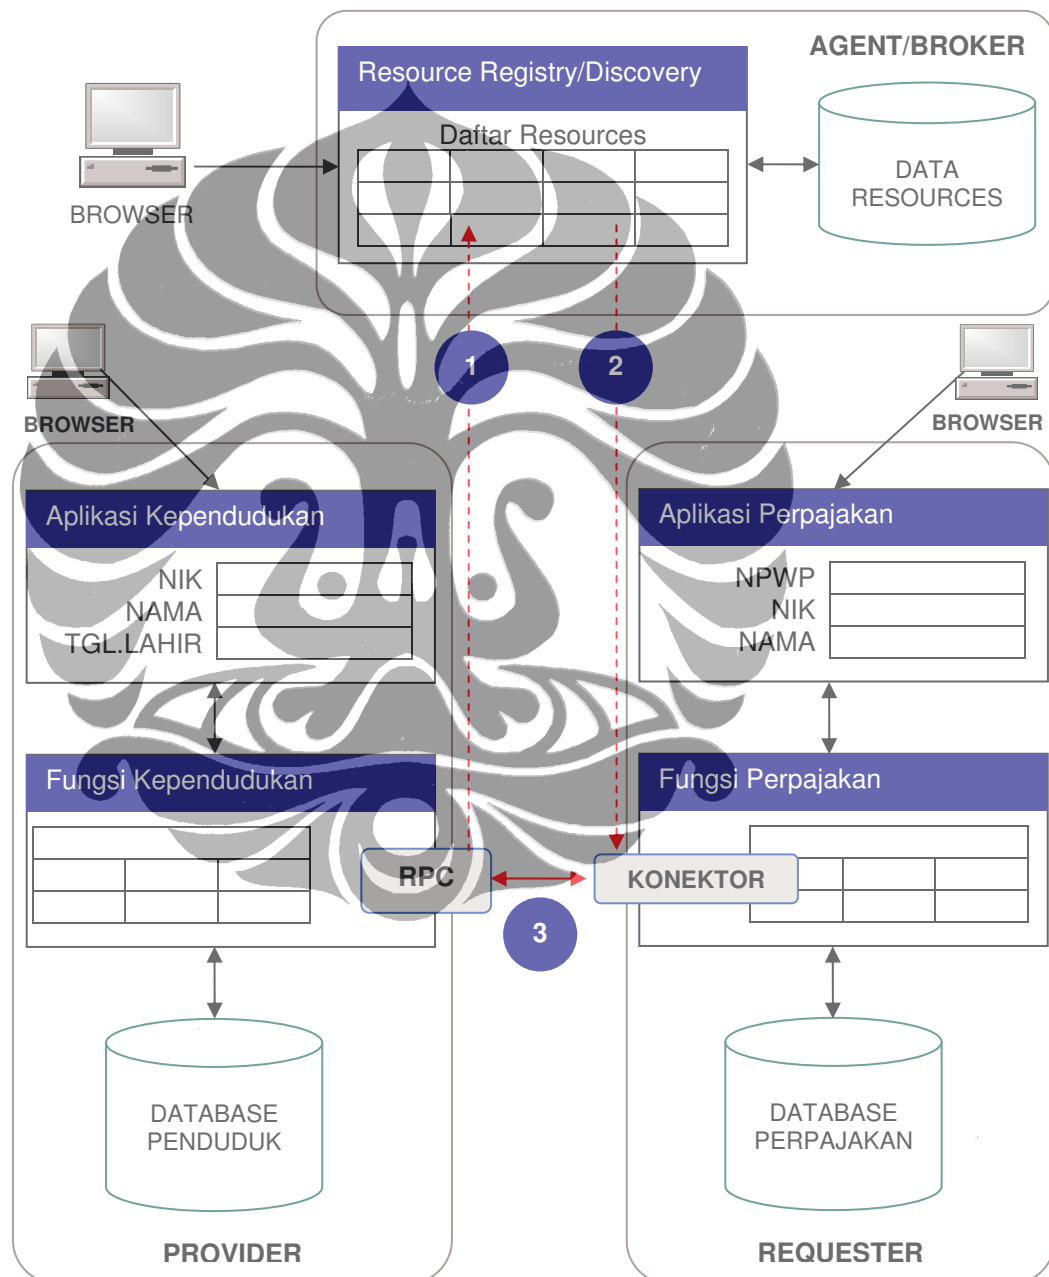 AGENT/BROKER
Resource Registry/Discovery
Daftar Resources
DATA
RESOURCES
BROWSER
1
2
BROWSER
BROWSER
Aplikasi Kependudukan
NIK
NAMA
TGL.LAHIR
Aplikasi Perpajakan
NPWP
NIK
NAMA
Fungsi Kependudukan
Fungsi Perpajakan
RPC
KONEKTOR
3
DATABASE
PENDUDUK
DATABASE
PERPAJAKAN
PROVIDER
REQUESTER